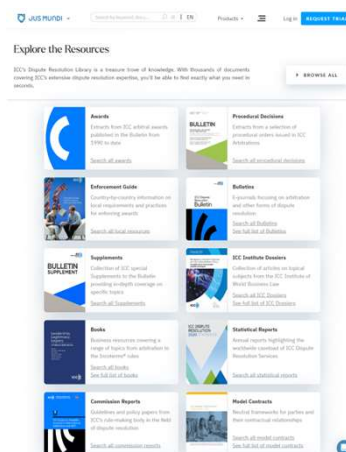 JUS MUNDI
EN
Products
Log in
REQUEST TRIAL
Explore the Resources
ICC's Dispute Resolution Library is a treasure trove of knowledge. With thousands of documents
covering ICC's extensive dispute resolution expertise, you'll be able to find exactly what you need in
seconds.
BROWSE ALL
Awards
Extracts from ICC arbitral awards
published in the Bulletin from
1990 to date
Search all awards
BULLETIN
Procedural Decisions
Extracts from a selection of
procedural orders issued in ICC
Arbitrations
Search all procedural decisions
Enforcement Guide
Country-by-country information on
local requirements and practices
for enforcing awards
Search all local resources
Bulletin
Bulletins
E-journals focusing on arbitration
and other forms of dispute
resolution
Search all Bulletins
See full list of Bulletins
BULLETIN
SUPPLEMENT
Supplements
Collection of ICC special
Supplements to the Bulletin
providing in-depth coverage on
specific topics
Search all Supplements
ICC Institute Dossiers
Collection of articles on topical
subjects from the ICC Institute of
World Business Law
Search all ICC Dossiers
See full list of ICC Dossiers
Books
Business resources covering a
range of topics from arbitration to
the Incoterms® rules
Search all books
See full list of books
ICC DISPUTE
RESOLUTION
Statistical Reports
Annual reports highlighting the
worldwide caseload of ICC Dispute
Resolution Services
Search all statistical reports
Commission Reports
Guidelines and policy papers from
ICC's rule-making body in the field
of dispute resolution
Search all commission reports
Model Contracts
Neutral frameworks for parties and
their contractual relationships
Search all model contracts
See full list of model contracts